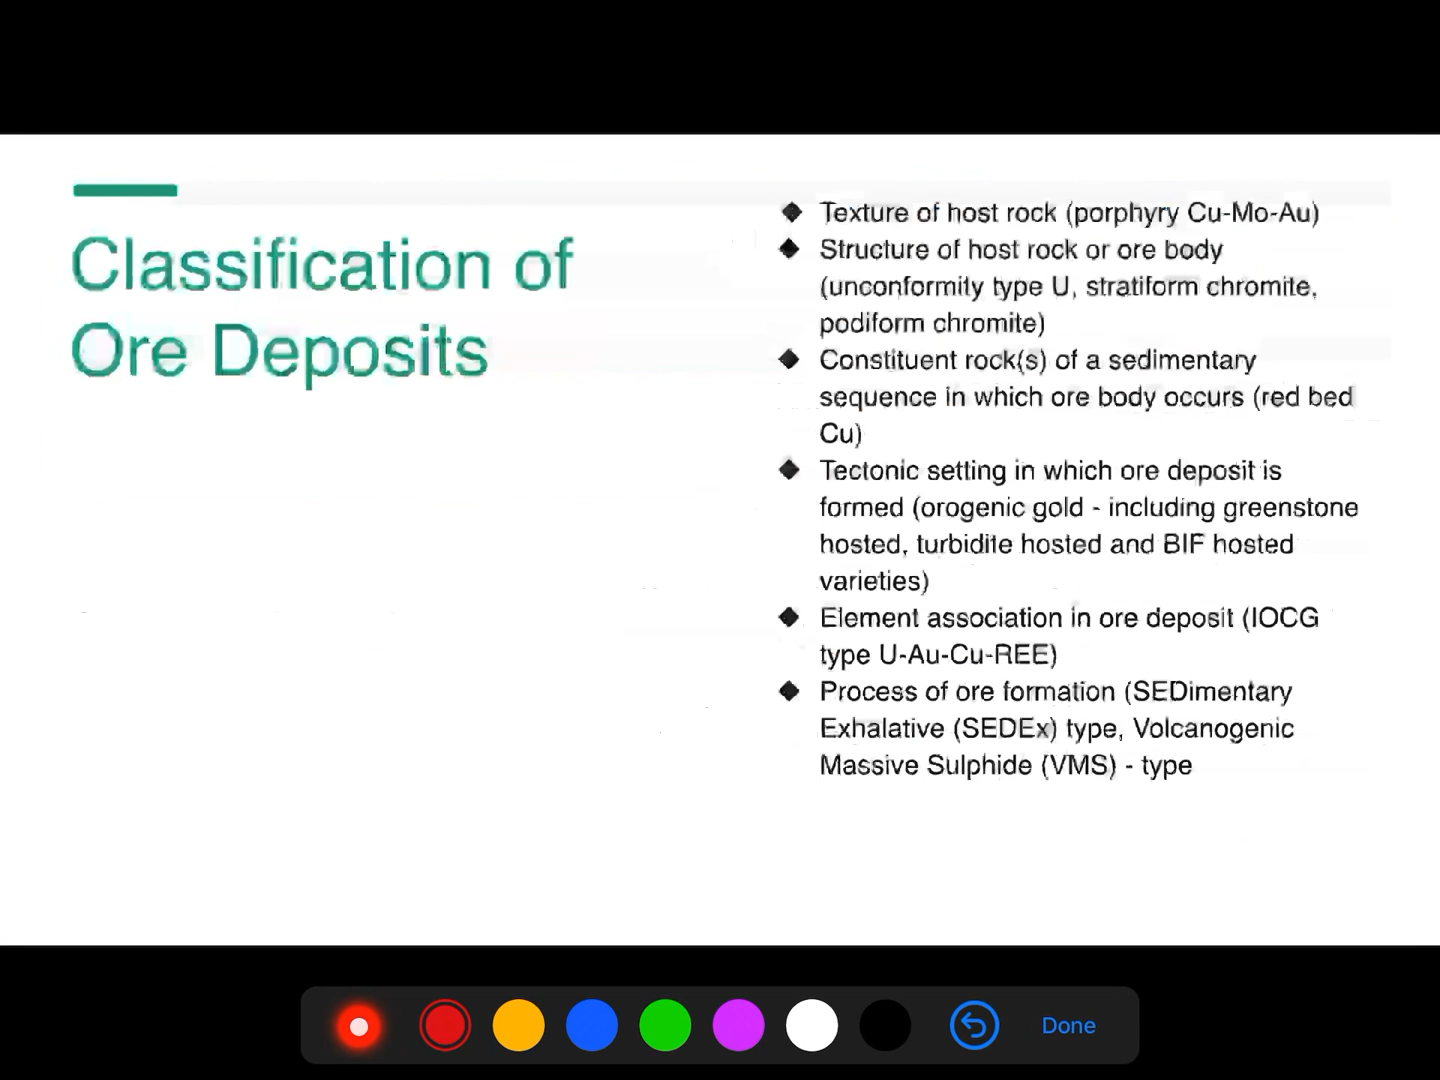 Classification of
Ore Deposits
◆ Texture of host rock (porphyry Cu-Mo-Au)
◆ Structure of host rock or ore body
(unconformity type U, stratiform chromite,
podiform chromite)
◆ Constituent rock(s) of a sedimentary
sequence in which ore body occurs (red bed
Cu)
◆ Tectonic setting in which ore deposit is
formed (orogenic gold - including greenstone
hosted, turbidite hosted and BIF hosted
varieties)
◆ Element association in ore deposit (IOCG
type U-Au-Cu-REE)
◆ Process of ore formation (SEDimentary
Exhalative (SEDEx) type, Volcanogenic
Massive Sulphide (VMS) - type
Done